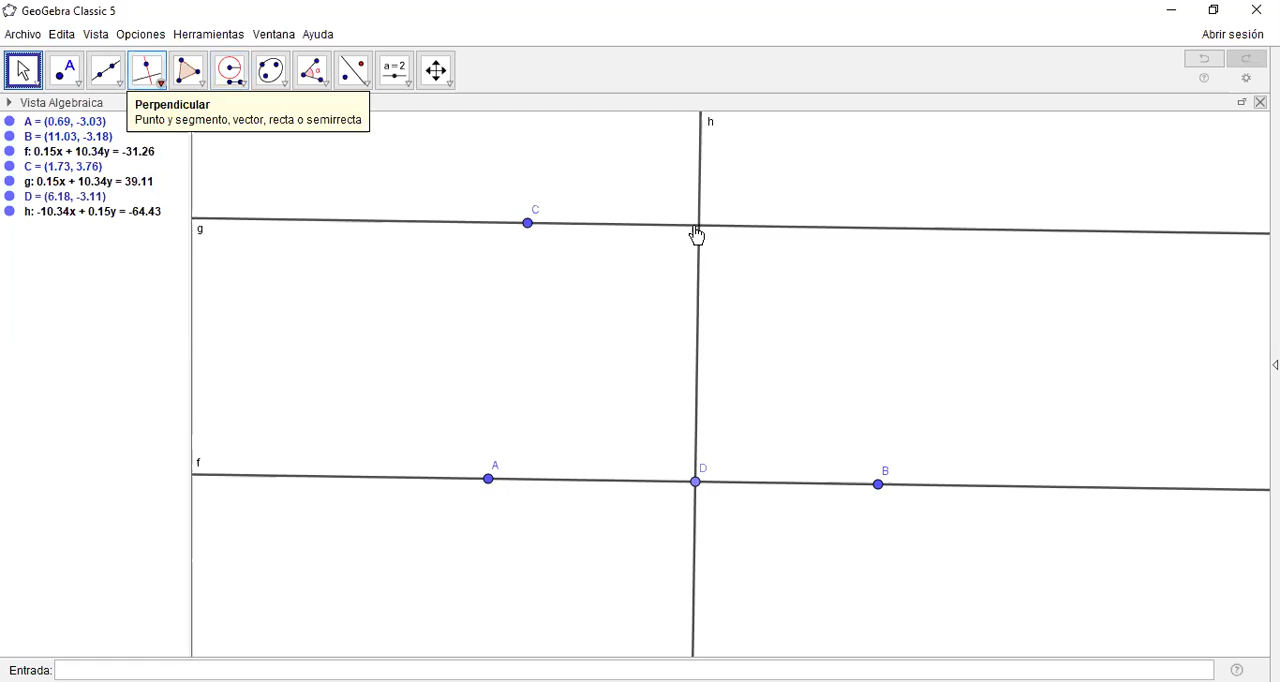 GeoGebra Classic 5
Archivo Edita Vista Opciones Herramientas Ventana Ayuda
Abrir sesión
A
a=2
Vista Algebraica
Perpendicular
Punto y segmento, vector, recta o semirrecta
A = (0.69, -3.03)
B = (11.03, -3.18)
f: 0.15x + 10.34y = -31.26
C = (1.73, 3.76)
g: 0.15x + 10.34y = 39.11
D = (6.18, -3.11)
h: -10.34x + 0.15y = -64.43
h
C
g
f
A
D
B
Entrada: